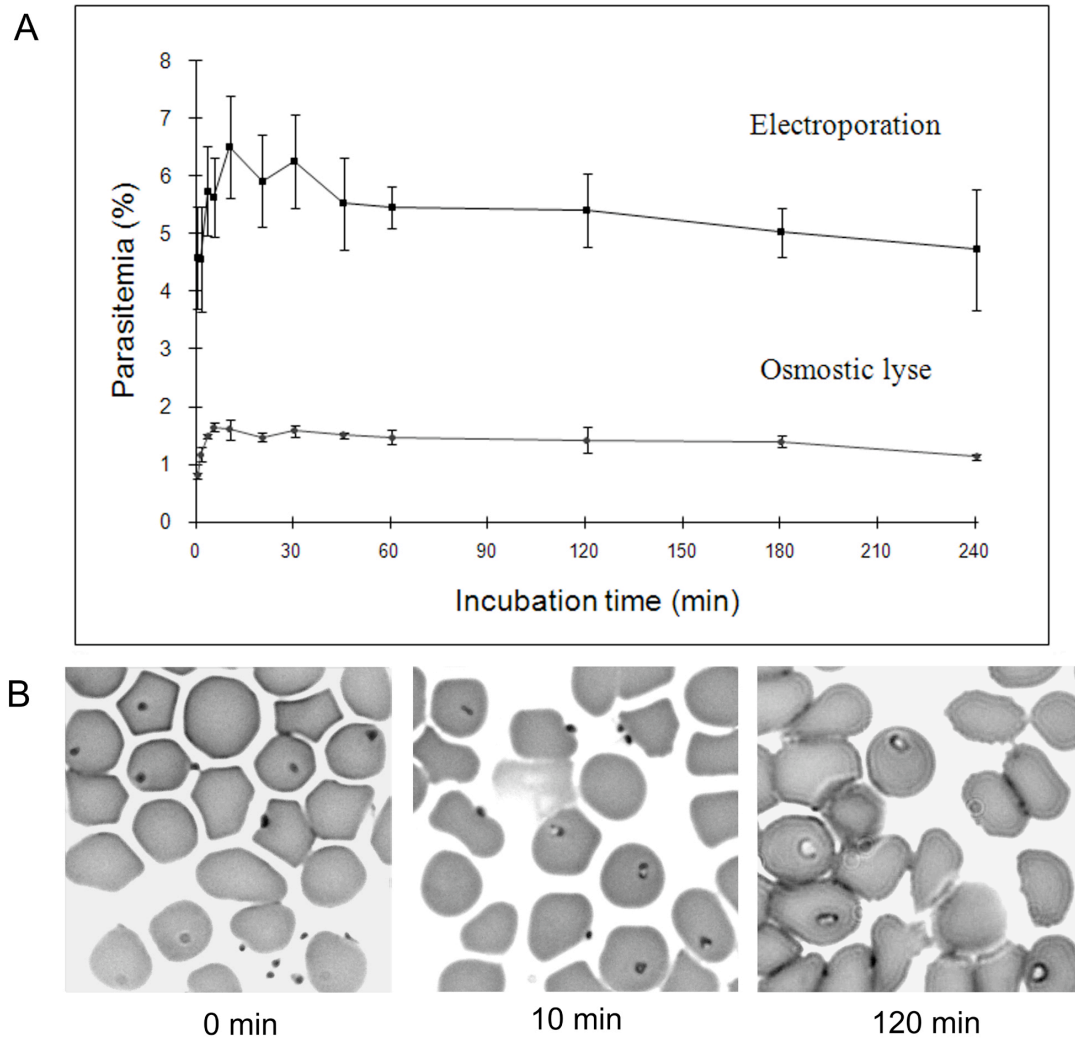 A
8
7
6
5
4
3
2
1
0
Parasitemia (%)
Electroporation
Osmostic lyse
0 30 60 90 120 150 180 210 240
Incubation time (min)
B
0 min 10 min 120 min